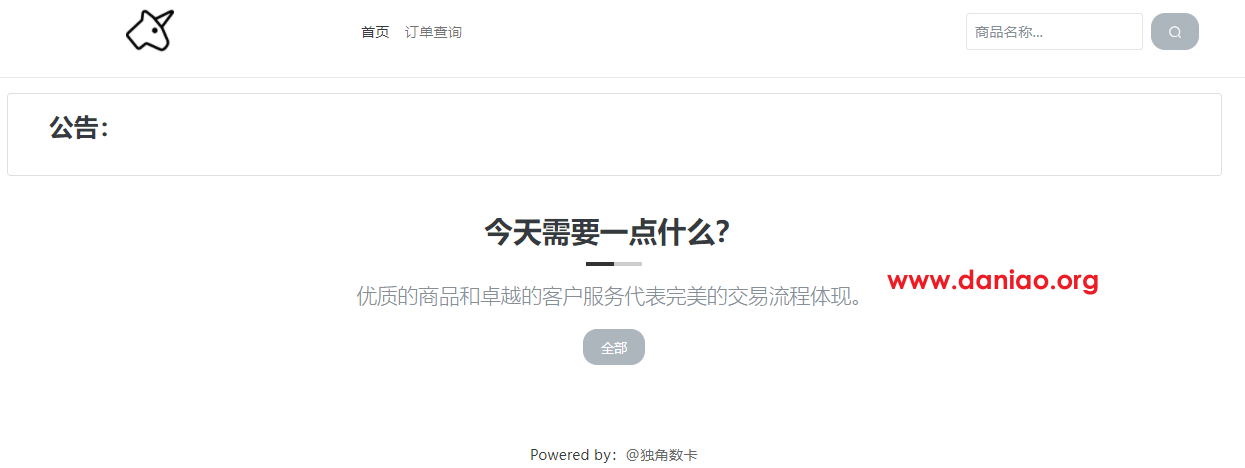 首页 订单查询 商品名称...
公告：
今天需要一点什么？
www.daniao.org
优质的商品和卓越的客户服务代表完美的交易流程体现。
全部
Powered by：@独角数卡